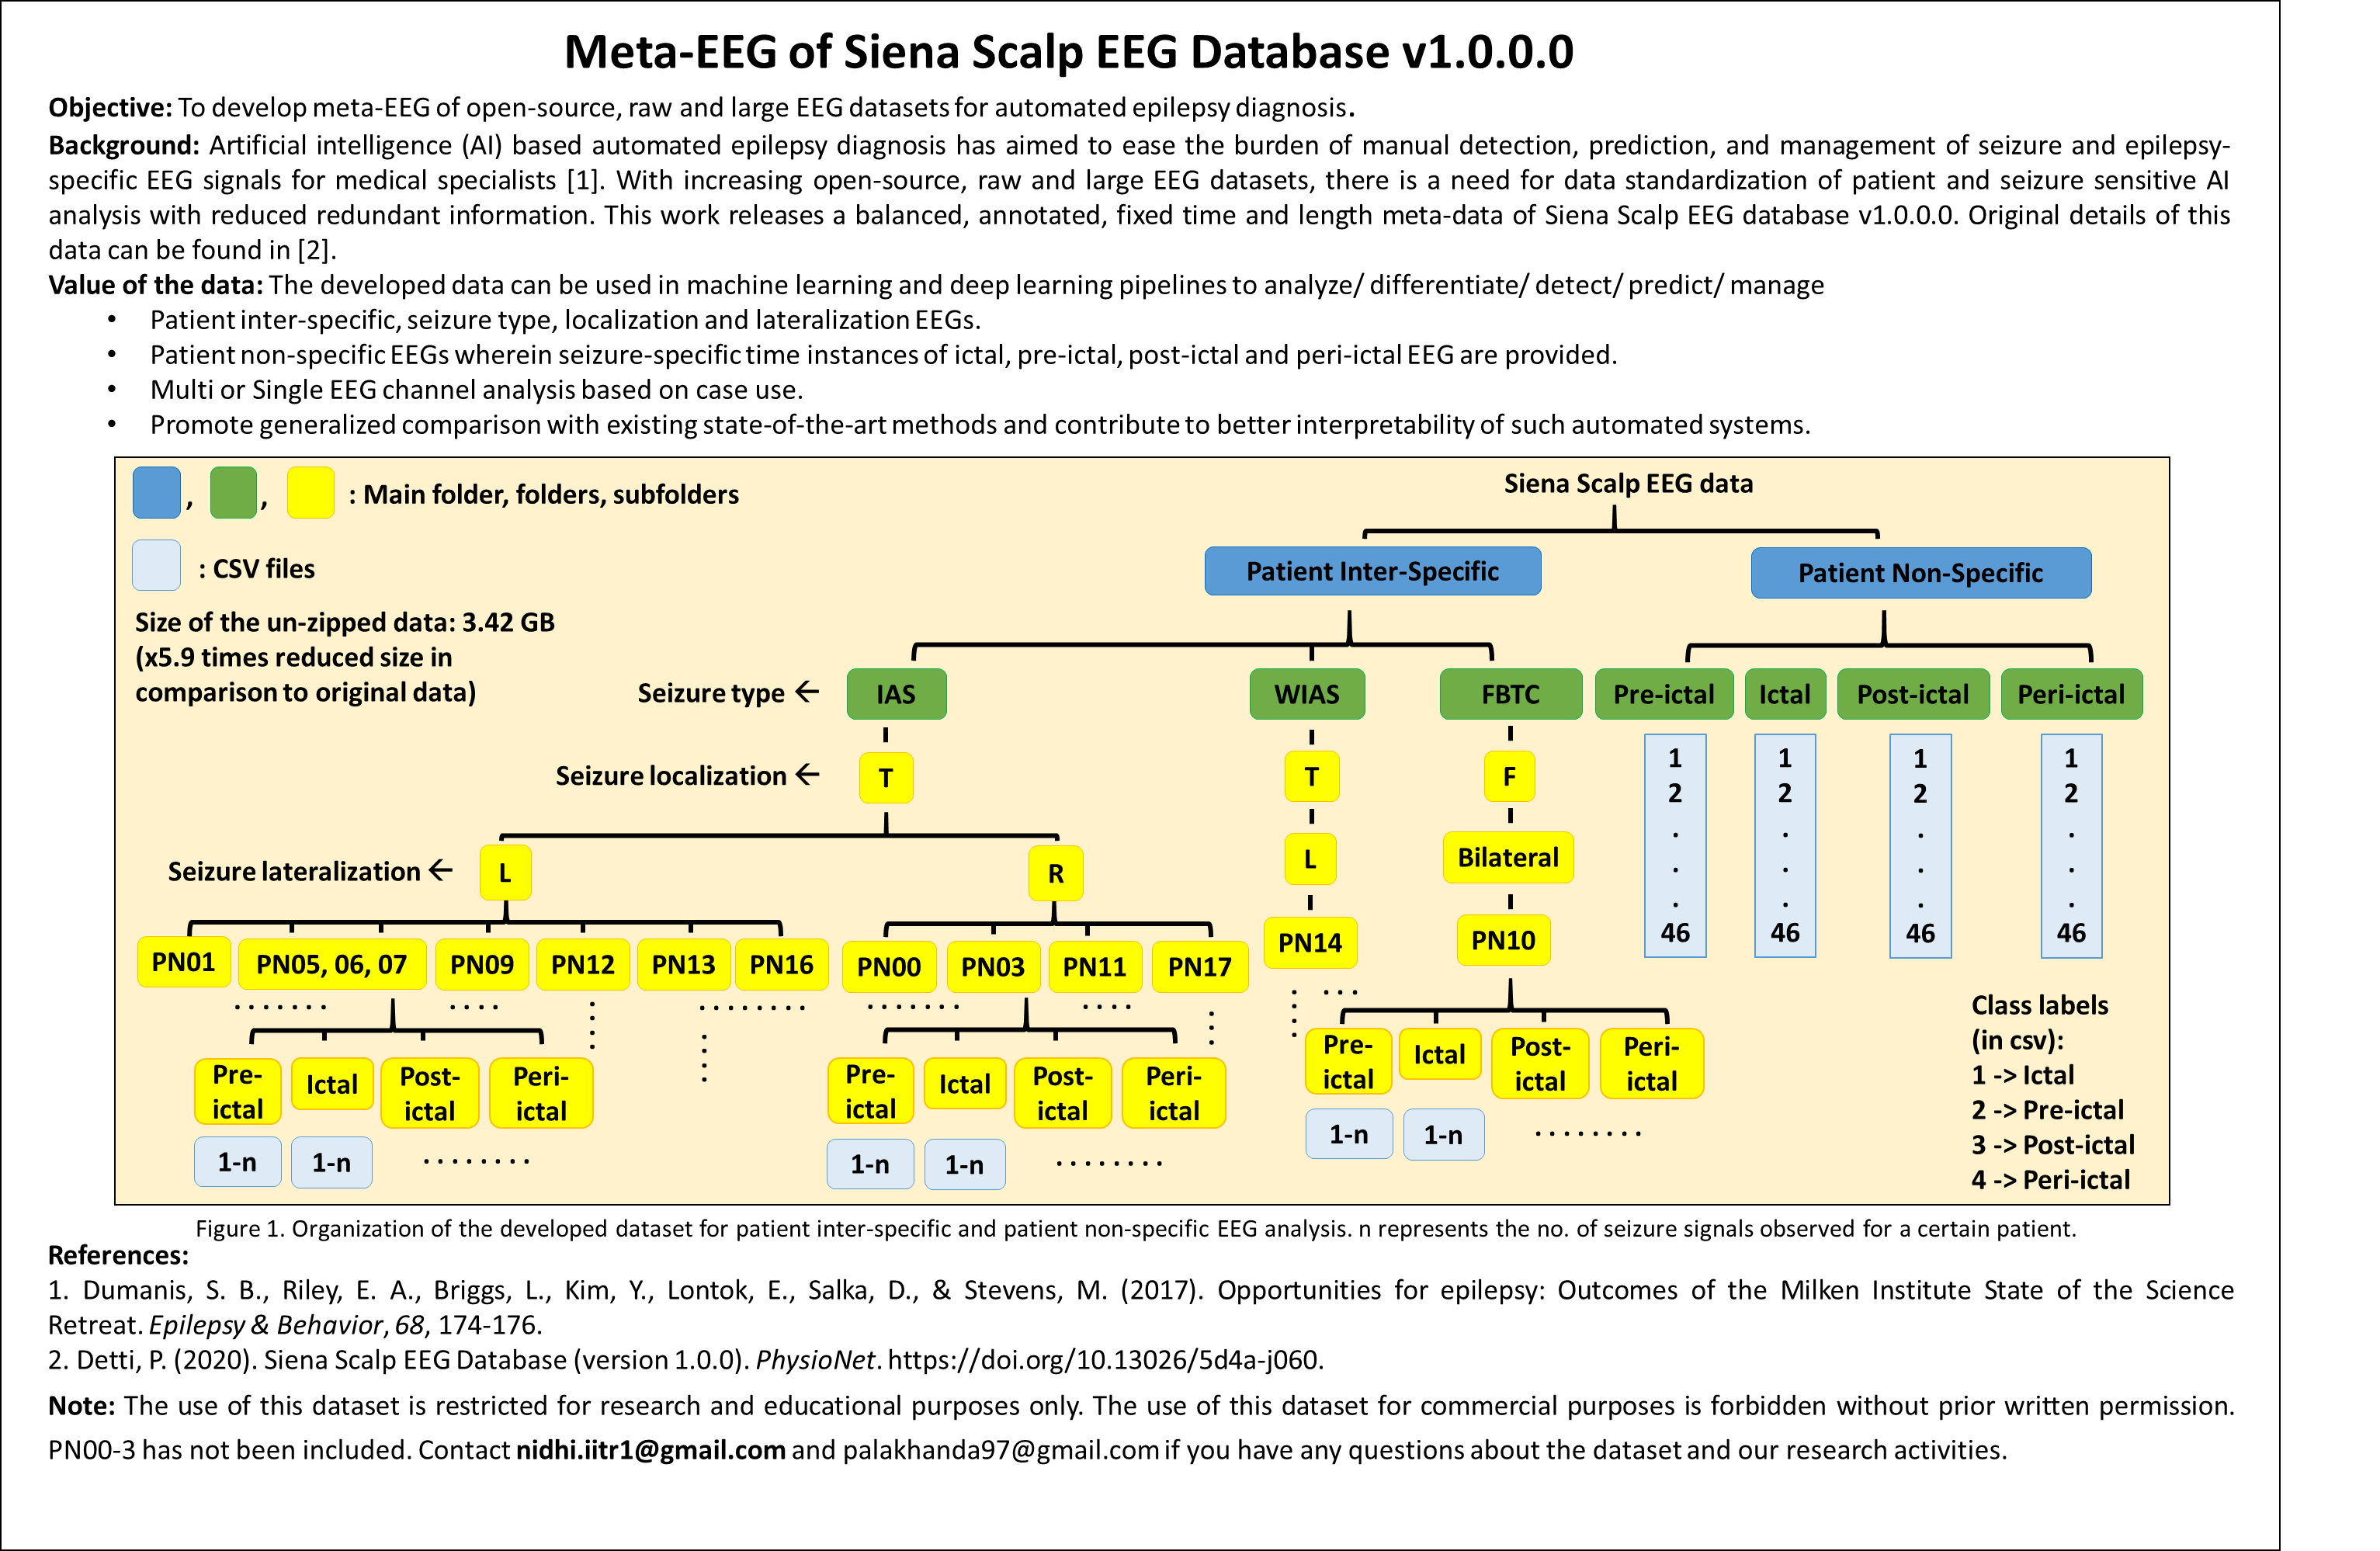 Meta-EEG of Siena Scalp EEG Database v1.0.0.0
Objective: To develop meta-EEG of open-source, raw and large EEG datasets for automated epilepsy diagnosis.
Background: Artificial intelligence (AI) based automated epilepsy diagnosis has aimed to ease the burden of manual detection, prediction, and management of seizure and epilepsy-
specific EEG signals for medical specialists [1]. With increasing open-source, raw and large EEG datasets, there is a need for data standardization of patient and seizure sensitive AI
analysis with reduced redundant information. This work releases a balanced, annotated, fixed time and length meta-data of Siena Scalp EEG database v1.0.0.0. Original details of this
data can be found in [2].
Value of the data: The developed data can be used in machine learning and deep learning pipelines to analyze/ differentiate/ detect/ predict/ manage
• Patient inter-specific, seizure type, localization and lateralization EEGs.
• Patient non-specific EEGs wherein seizure-specific time instances of ictal, pre-ictal, post-ictal and peri-ictal EEG are provided.
• Multi or Single EEG channel analysis based on case use.
• Promote generalized comparison with existing state-of-the-art methods and contribute to better interpretability of such automated systems.
, , : Main folder, folders, subfolders
: CSV files
Size of the un-zipped data: 3.42 GB
(x5.9 times reduced size in
comparison to original data)
Siena Scalp EEG data
Patient Inter-Specific
Patient Non-Specific
Seizure type ←
IAS
WIAS
FBTC
Pre-ictal
Ictal
Post-ictal
Peri-ictal
Seizure localization ←
T
T
F
1
2
.
.
.
46
1
2
.
.
.
46
1
2
.
.
.
46
1
2
.
.
.
46
Seizure lateralization ←
L
R
L
Bilateral
PN01
PN05, 06, 07
PN09
PN12
PN13
PN16
PN00
PN03
PN11
PN17
PN14
PN10
Pre-
ictal
Ictal
Post-
ictal
Peri-
ictal
1-n
1-n
. . . . . . . .
Pre-
ictal
Ictal
Post-
ictal
Peri-
ictal
1-n
1-n
. . . . . . . .
Pre-
ictal
Ictal
Post-
ictal
Peri-
ictal
1-n
1-n
. . . . . . . .
Class labels
(in csv):
1 -> Ictal
2 -> Pre-ictal
3 -> Post-ictal
4 -> Peri-ictal
Figure 1. Organization of the developed dataset for patient inter-specific and patient non-specific EEG analysis. n represents the no. of seizure signals observed for a certain patient.
References:
1. Dumanis, S. B., Riley, E. A., Briggs, L., Kim, Y., Lontok, E., Salka, D., & Stevens, M. (2017). Opportunities for epilepsy: Outcomes of the Milken Institute State of the Science
Retreat. Epilepsy & Behavior, 68, 174-176.
2. Detti, P. (2020). Siena Scalp EEG Database (version 1.0.0). PhysioNet. https://doi.org/10.13026/5d4a-j060.
Note: The use of this dataset is restricted for research and educational purposes only. The use of this dataset for commercial purposes is forbidden without prior written permission.
PN00-3 has not been included. Contact nidhi.iitr1@gmail.com and palakhanda97@gmail.com if you have any questions about the dataset and our research activities.